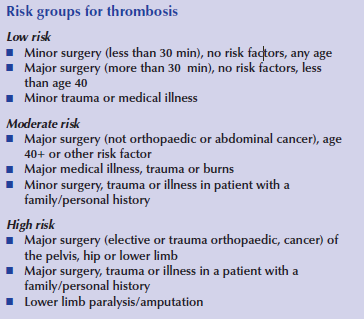 Risk groups for thrombosis
Low risk
■ Minor surgery (less than 30 min), no risk factors, any age
■ Major surgery (more than 30 min), no risk factors, less
than age 40
■ Minor trauma or medical illness
Moderate risk
■ Major surgery (not orthopaedic or abdominal cancer), age
40+ or other risk factor
■ Major medical illness, trauma or burns
■ Minor surgery, trauma or illness in patient with a
family/personal history
High risk
■ Major surgery (elective or trauma orthopaedic, cancer) of
the pelvis, hip or lower limb
■ Major surgery, trauma or illness in a patient with a
family/personal history
■ Lower limb paralysis/amputation